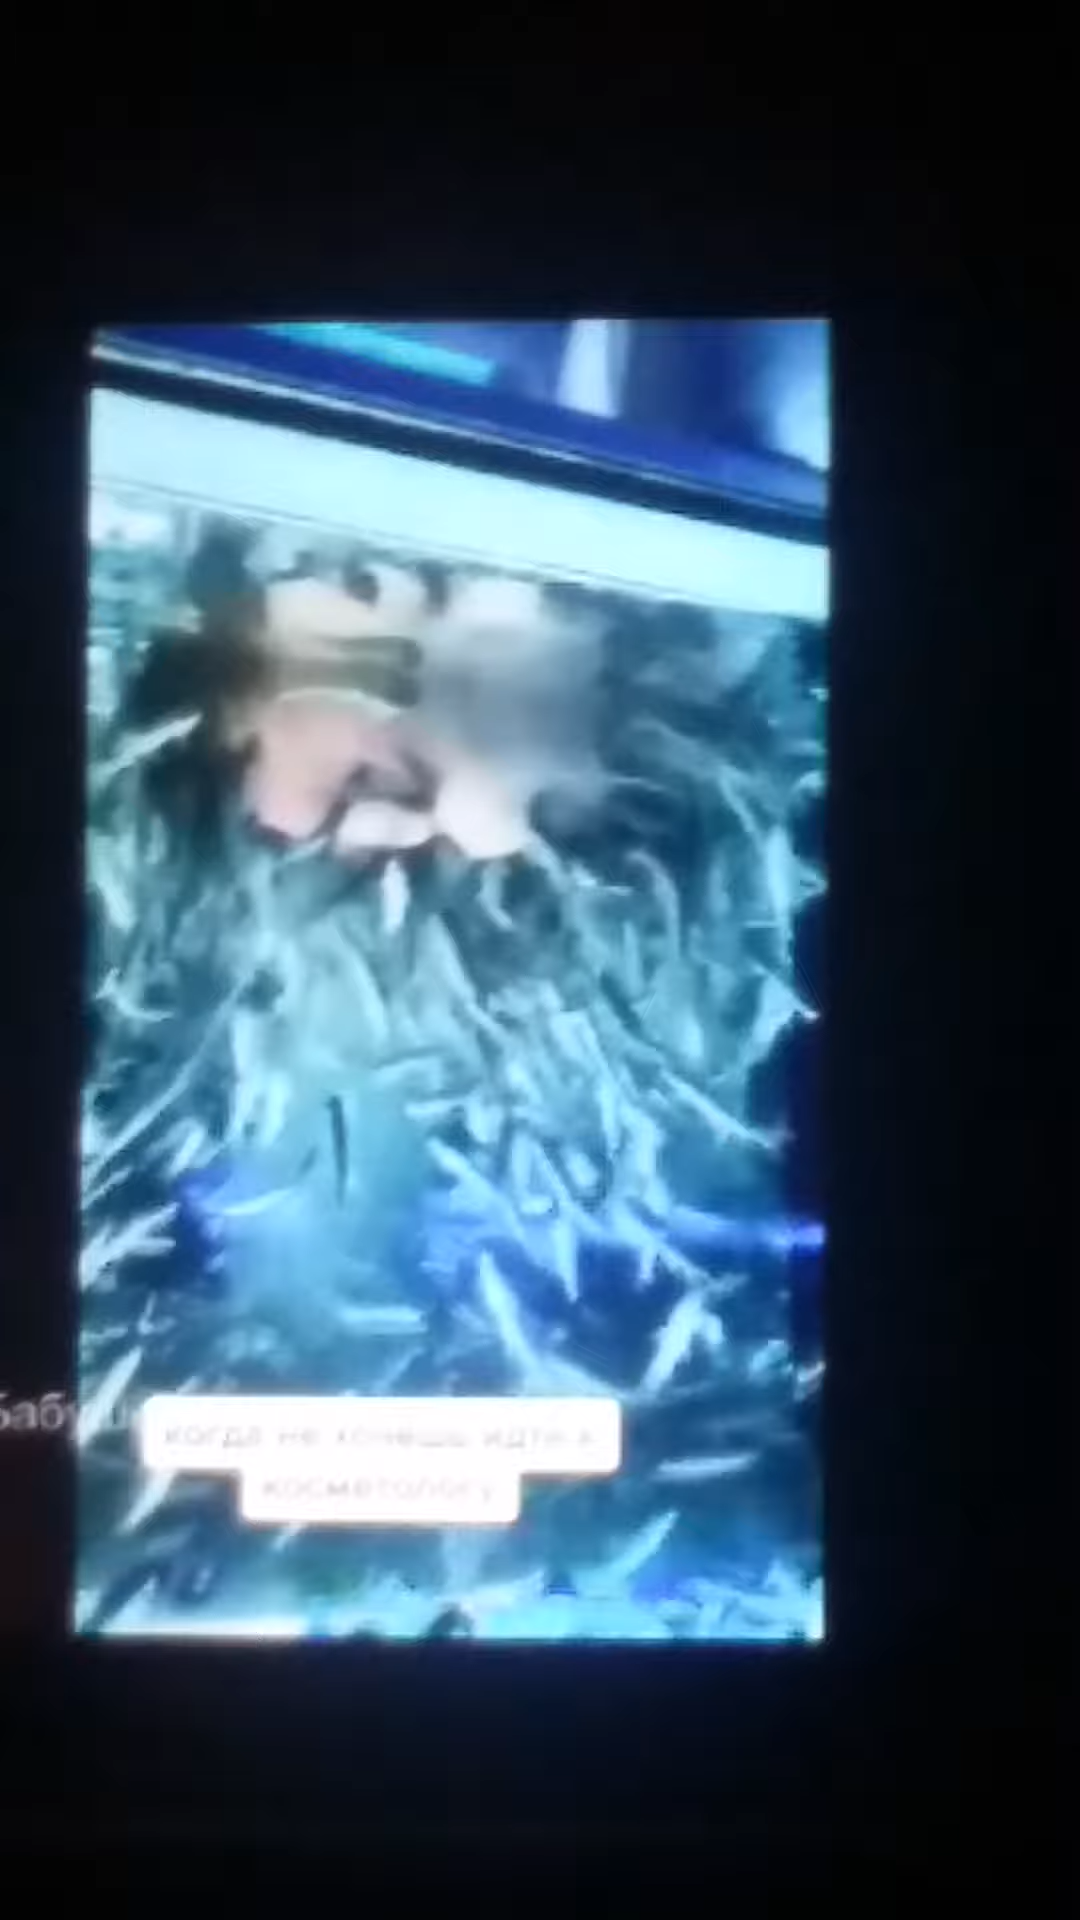 когда не хочешь идти к
косметологу